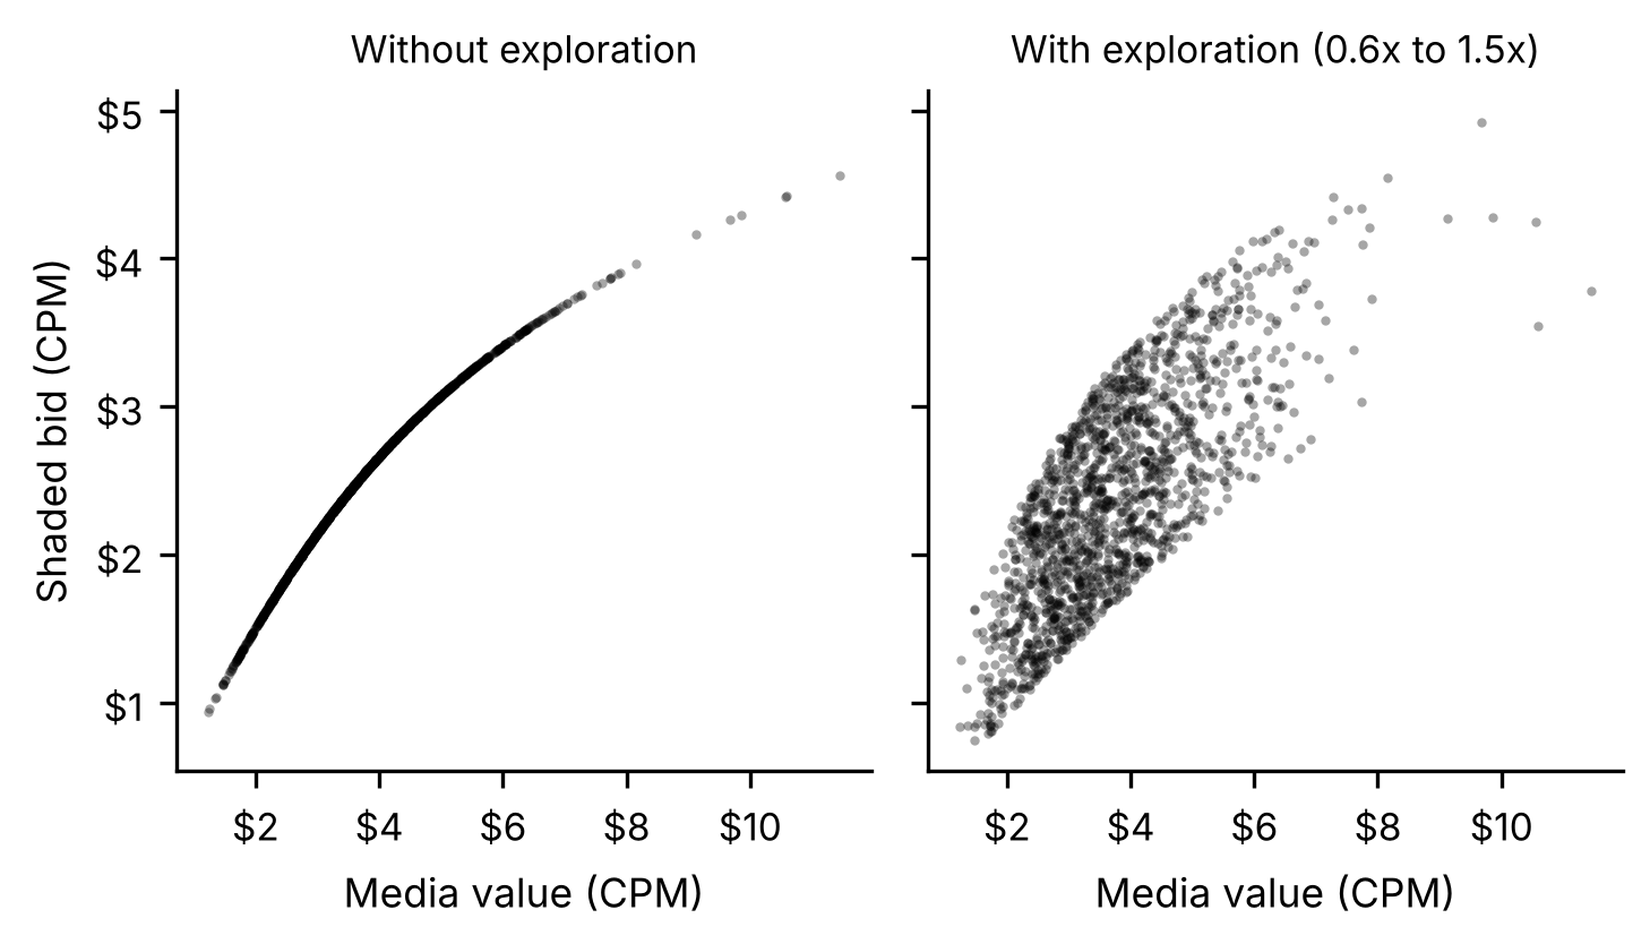 Without exploration
With exploration (0.6x to 1.5x)
$5
$4
$3
$2
$1
Shaded bid (CPM)
$2 $4 $6 $8 $10
$2 $4 $6 $8 $10
Media value (CPM)
Media value (CPM)